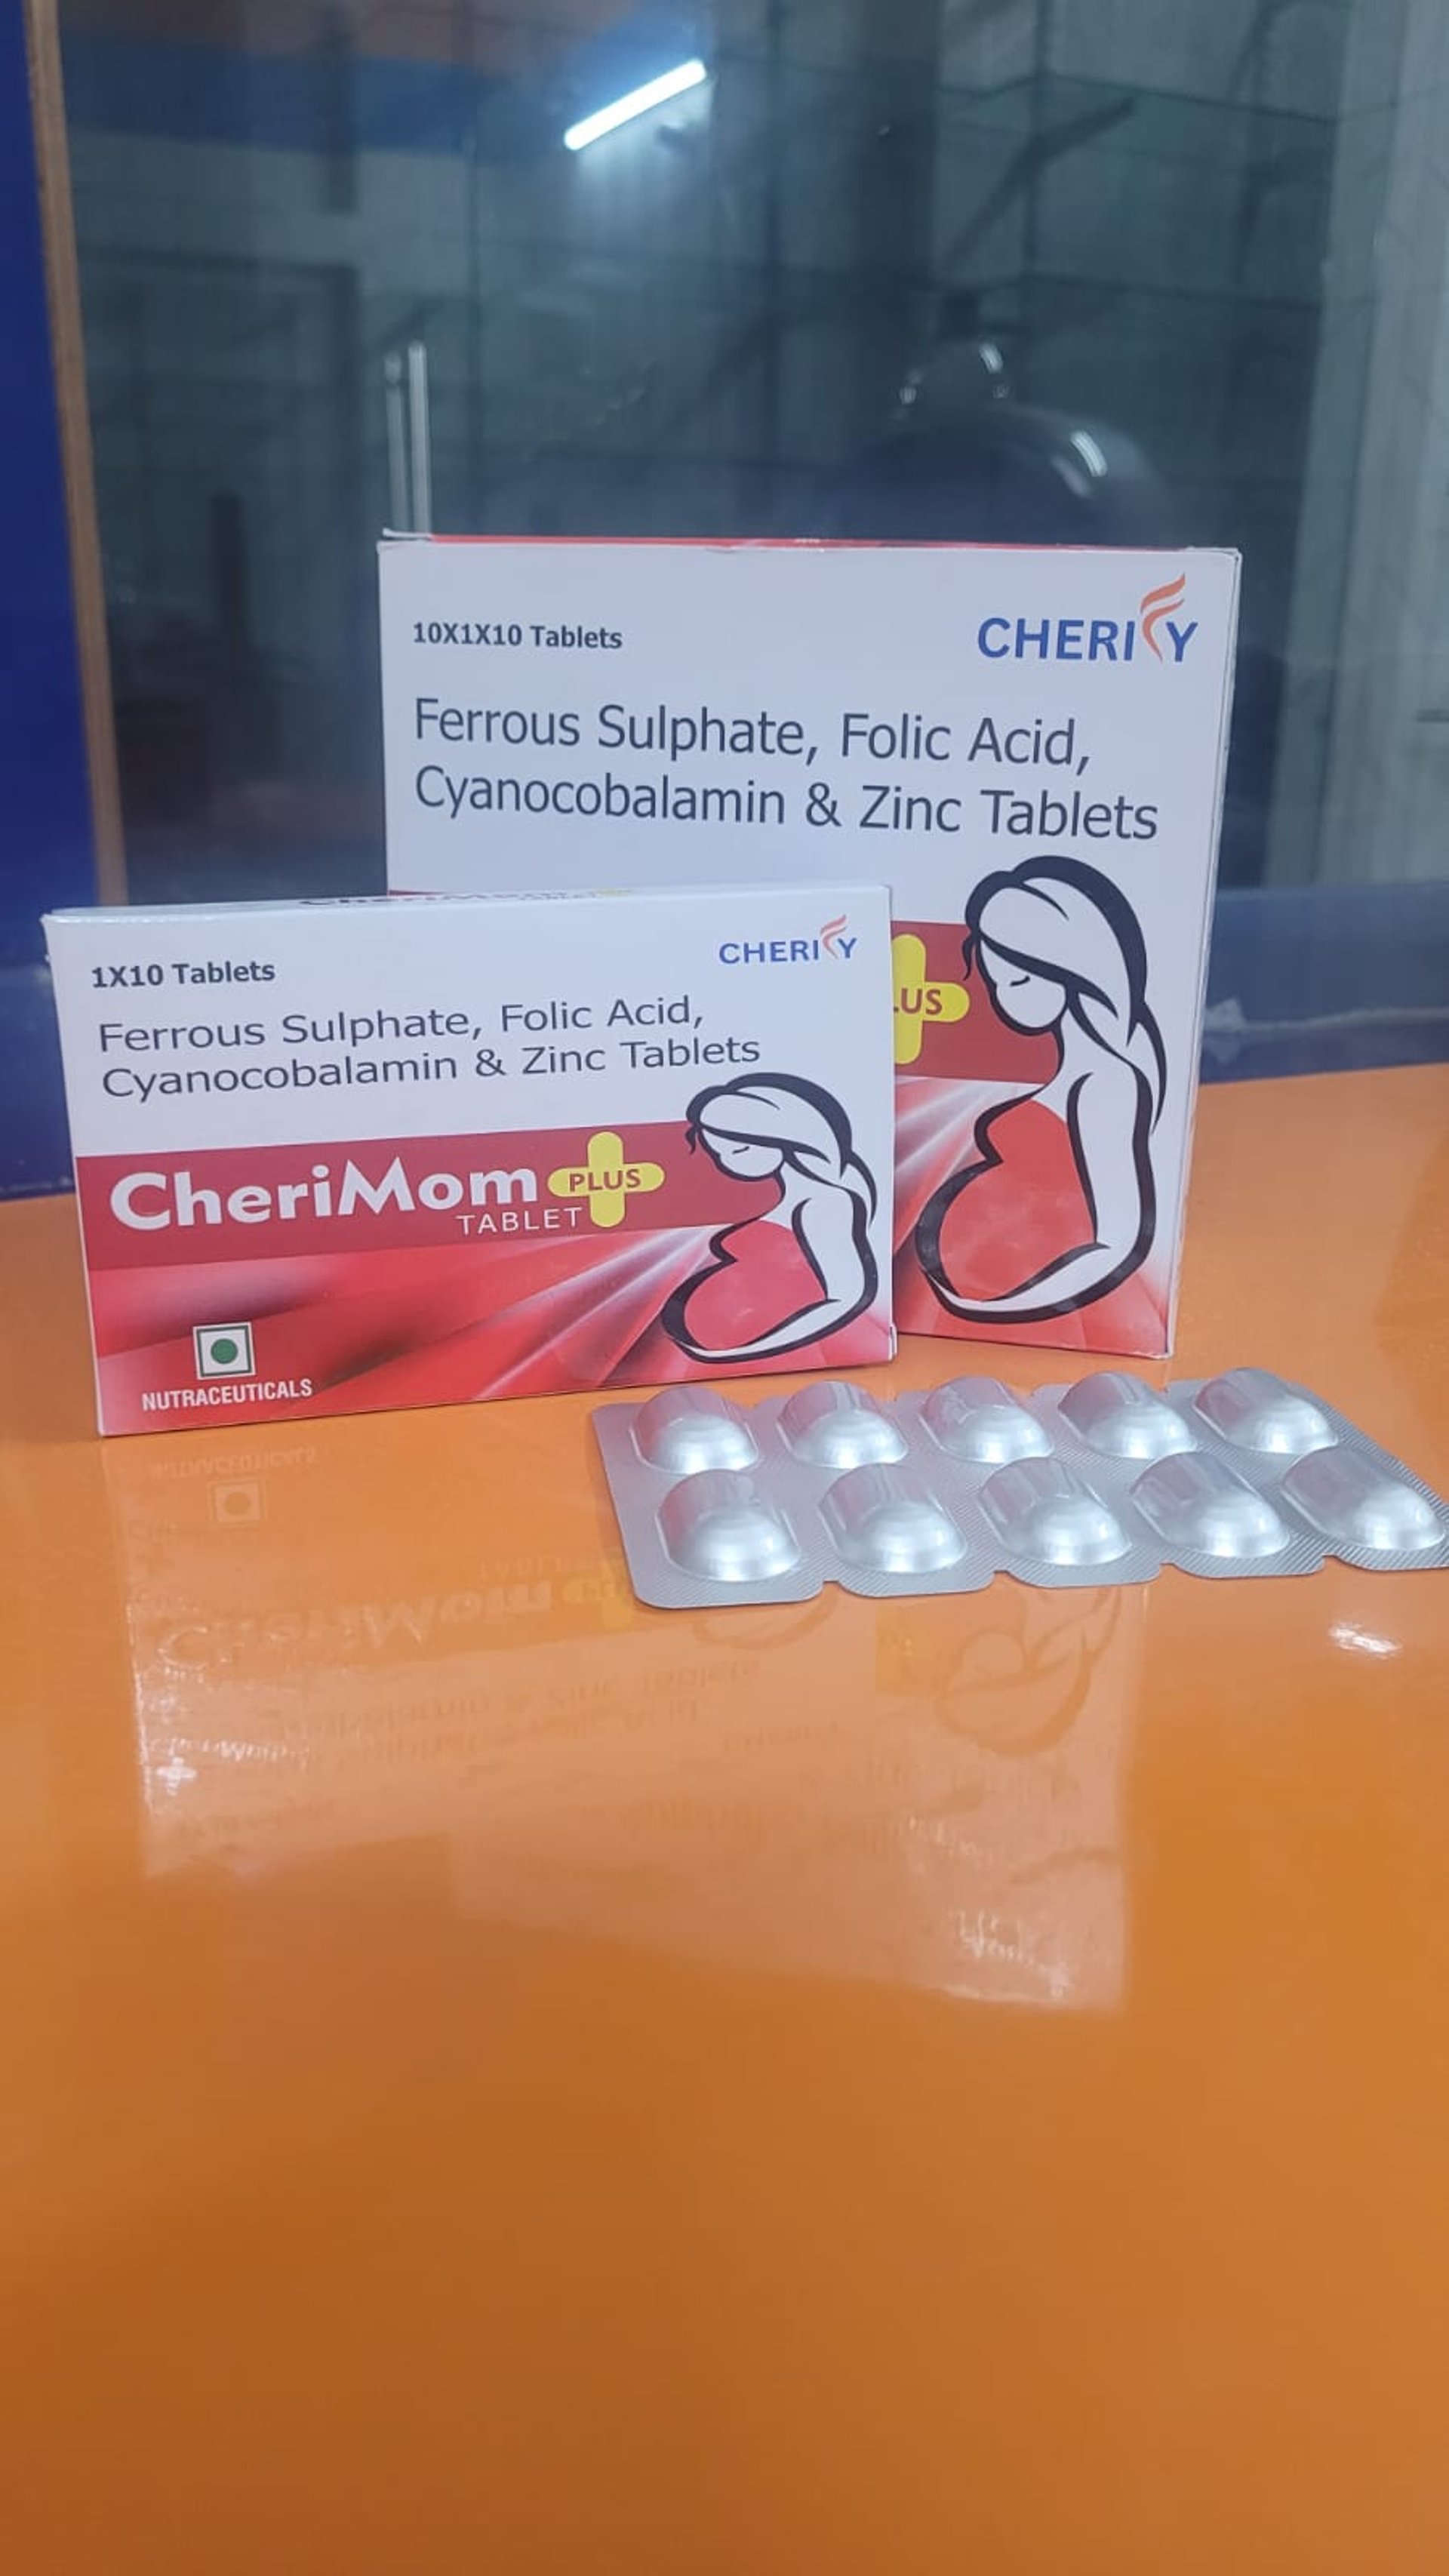 10X1X10 Tablets
CHERIFY
Ferrous Sulphate, Folic Acid,
Cyanocobalamin & Zinc Tablets
LUS
1X10 Tablets
CHERIFY
Ferrous Sulphate, Folic Acid,
Cyanocobalamin & Zinc Tablets
CheriMom PLUS
TABLET
NUTRACEUTICALS